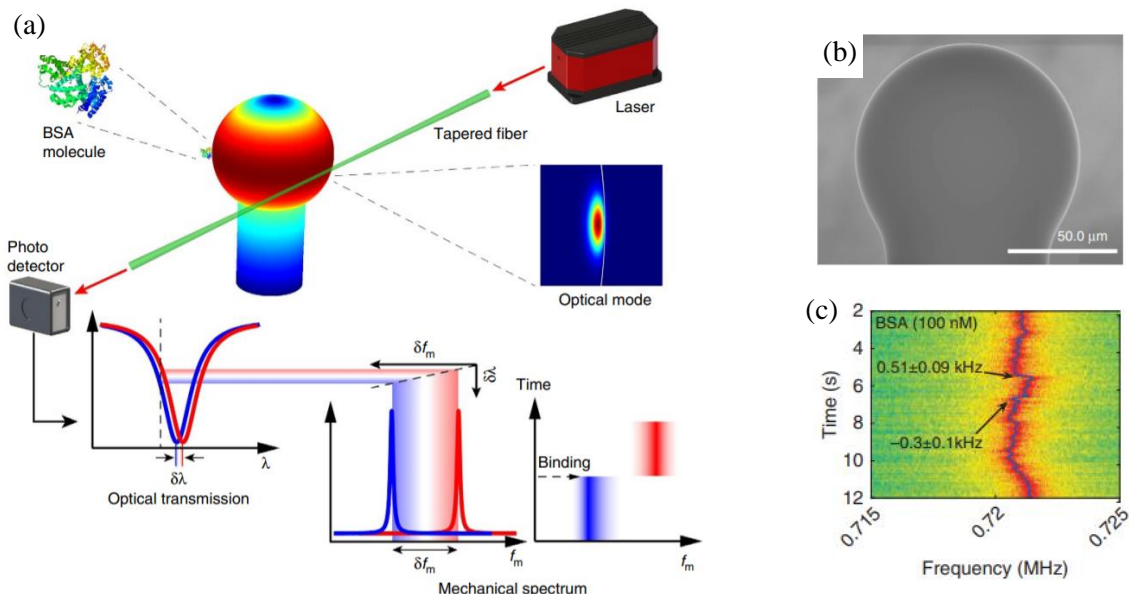 (a)
BSA
molecule
Laser
Tapered fiber
Photo
detector
Optical mode
δλ
λ
Optical transmission
δfm
δλ
fm
δfm
Mechanical spectrum
Time
Binding
fm
(b)
50.0 μm
(c)
BSA (100 nM)
0.51±0.09 kHz
−0.3±0.1kHz
Time (s)
2
4
6
8
10
12
0.715
0.72
0.725
Frequency (MHz)